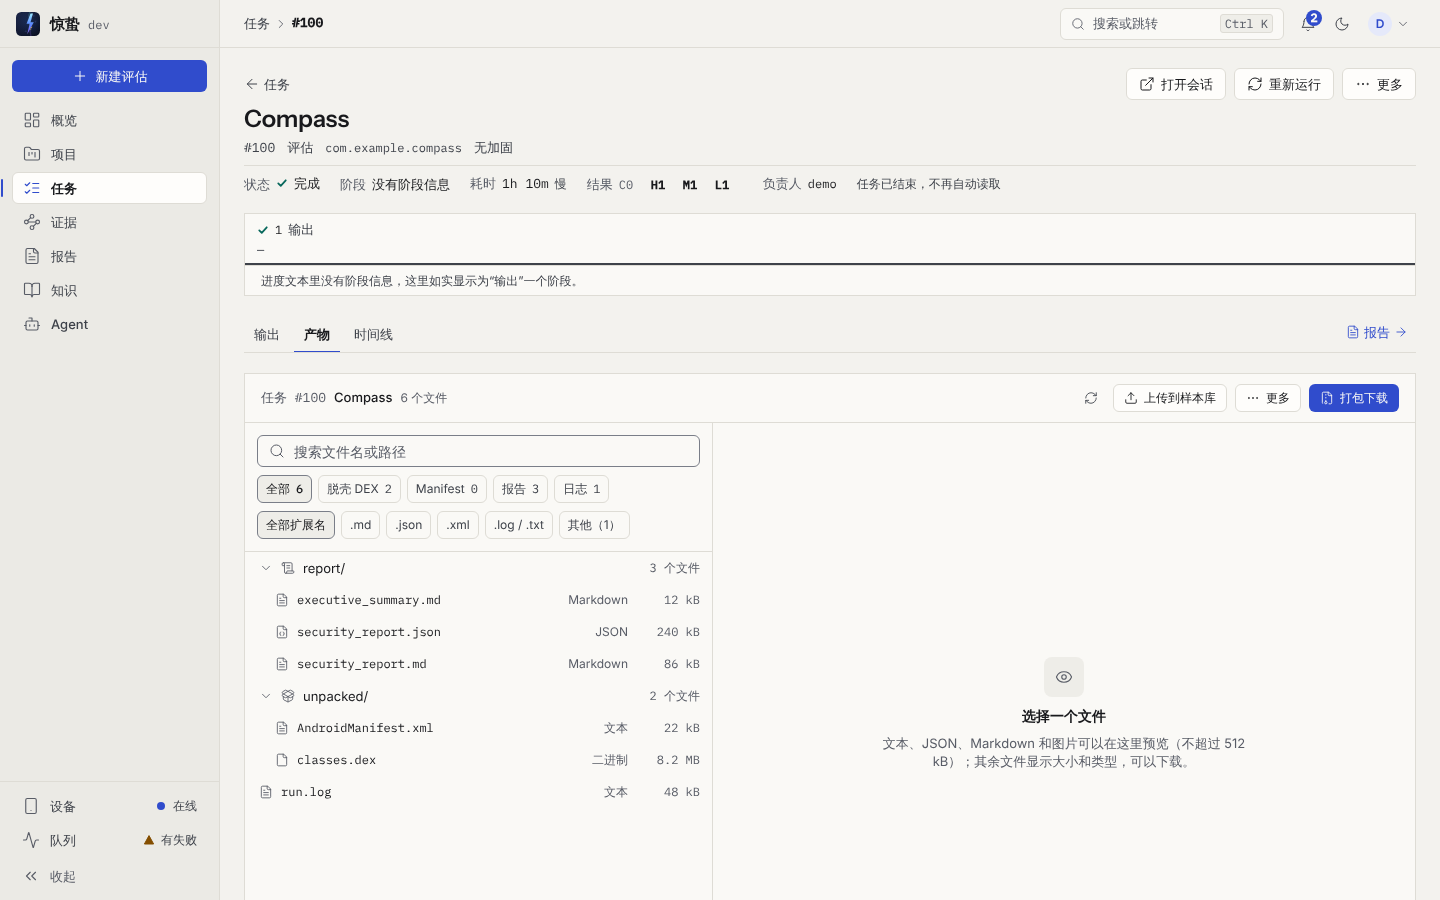 惊蛰 dev
任务 > #100
搜索或跳转 Ctrl K
2
D
新建评估
概览
项目
任务
证据
报告
知识
Agent
设备 在线
队列 有失败
收起
任务
打开会话
重新运行
更多
Compass
#100 评估 com.example.compass 无加固
状态 完成 阶段 没有阶段信息 耗时 1h 10m 慢 结果 C0 H1 M1 L1 负责人 demo 任务已结束，不再自动读取
1 输出
—
进度文本里没有阶段信息，这里如实显示为“输出”一个阶段。
输出 产物 时间线
报告
任务 #100 Compass 6 个文件
上传到样本库
更多
打包下载
搜索文件名或路径
全部 6 脱壳 DEX 2 Manifest 0 报告 3 日志 1
全部扩展名 .md .json .xml .log / .txt 其他（1）
report/ 3 个文件
executive_summary.md Markdown 12 kB
security_report.json JSON 240 kB
security_report.md Markdown 86 kB
unpacked/ 2 个文件
AndroidManifest.xml 文本 22 kB
classes.dex 二进制 8.2 MB
run.log 文本 48 kB
选择一个文件
文本、JSON、Markdown 和图片可以在这里预览（不超过 512
kB）；其余文件显示大小和类型，可以下载。